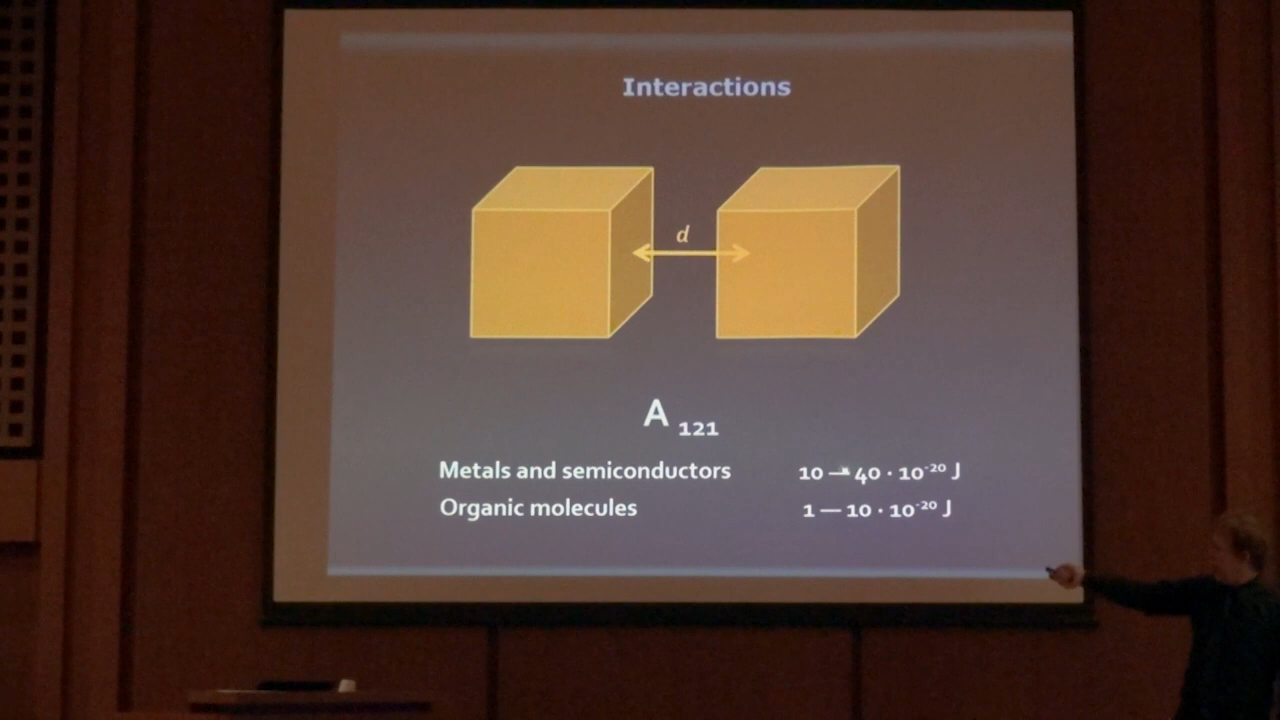 Interactions
d
A 121
Metals and semiconductors 10 — 40 · 10⁻²⁰ J
Organic molecules 1 — 10 · 10⁻²⁰ J